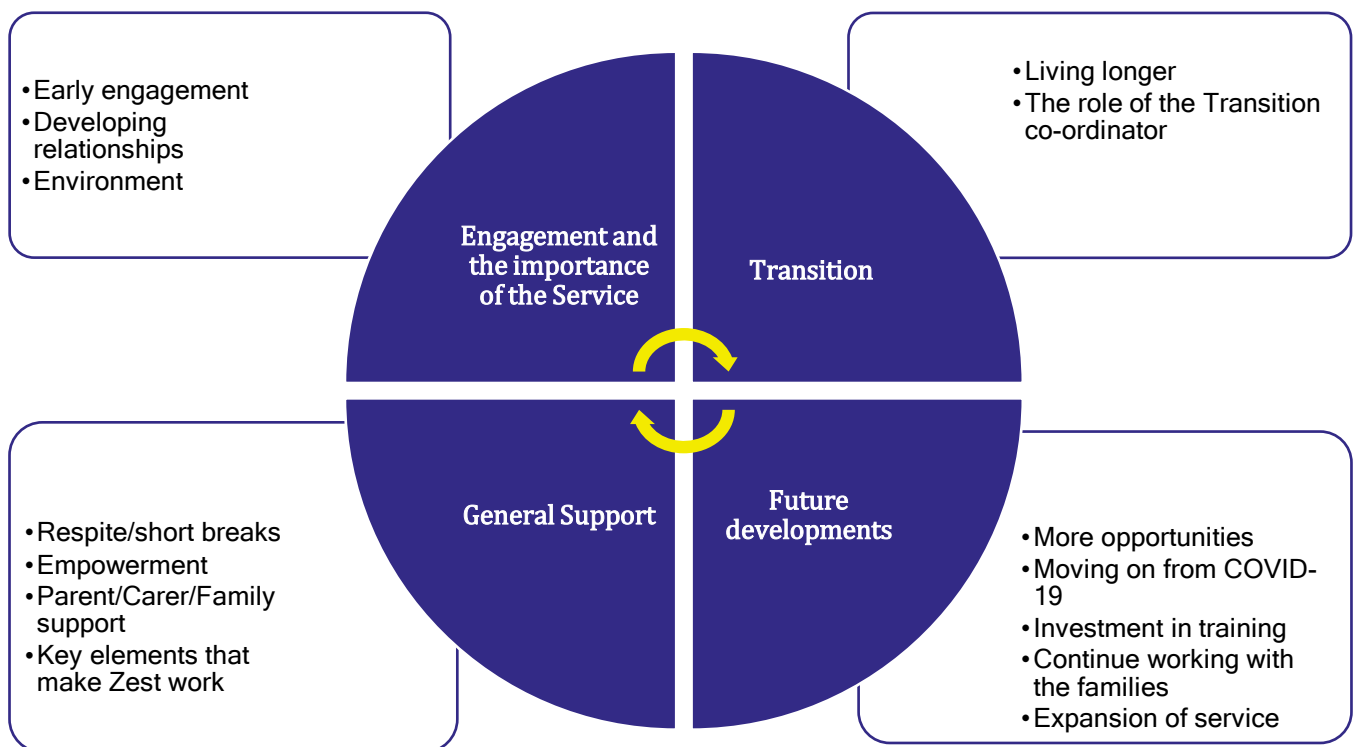 •Early engagement
•Developing
relationships
•Environment
•Living longer
•The role of the Transition
co-ordinator
Engagement and
the importance
of the Service
Transition
General Support
Future
developments
•Respite/short breaks
•Empowerment
•Parent/Carer/Family
support
•Key elements that
make Zest work
•More opportunities
•Moving on from COVID-
19
•Investment in training
•Continue working with
the families
•Expansion of service